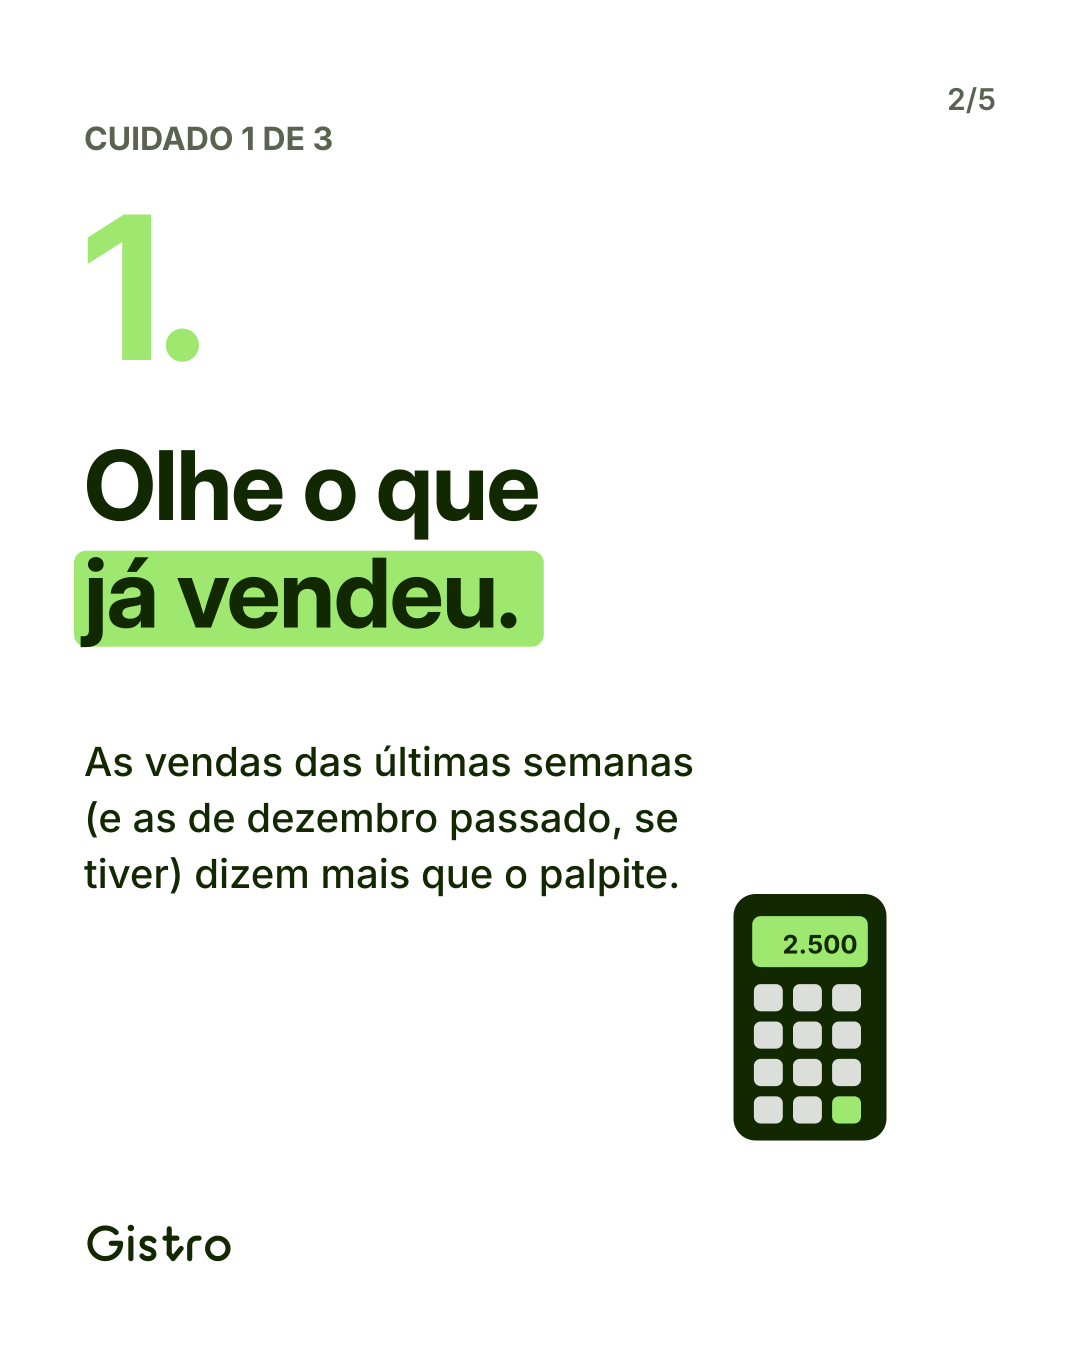 2/5
CUIDADO 1 DE 3
1.
Olhe o que
já vendeu.
As vendas das últimas semanas
(e as de dezembro passado, se
tiver) dizem mais que o palpite.
2.500
Gistro